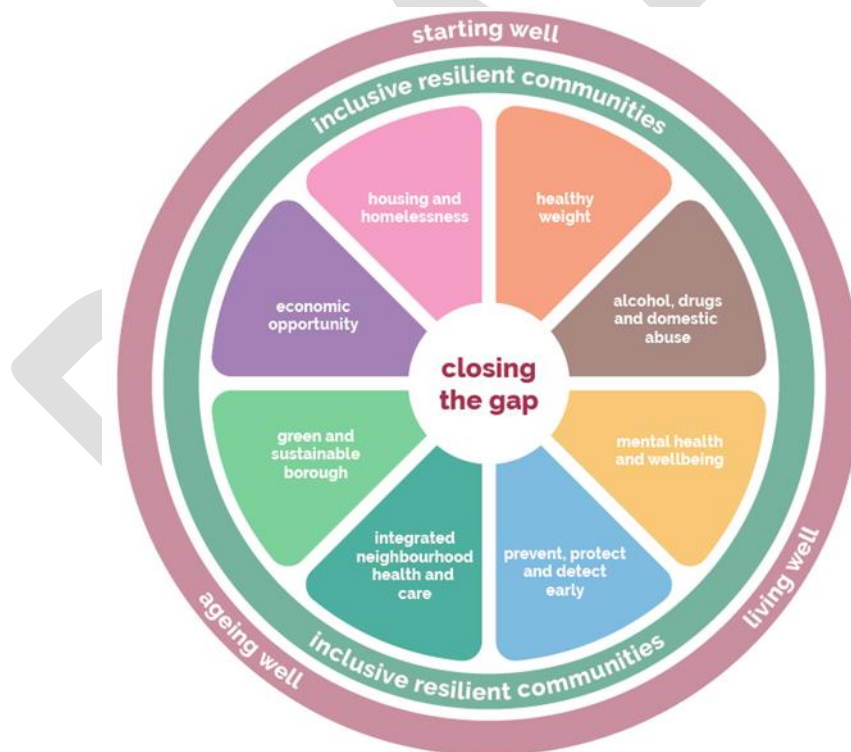 starting well
inclusive resilient communities
housing and
homelessness
healthy
weight
economic
opportunity
alcohol, drugs
and domestic
abuse
closing
the gap
green and
sustainable
borough
mental health
and wellbeing
integrated
neighbourhood
health and
care
prevent, protect
and detect
early
ageing well
living well
inclusive resilient communities